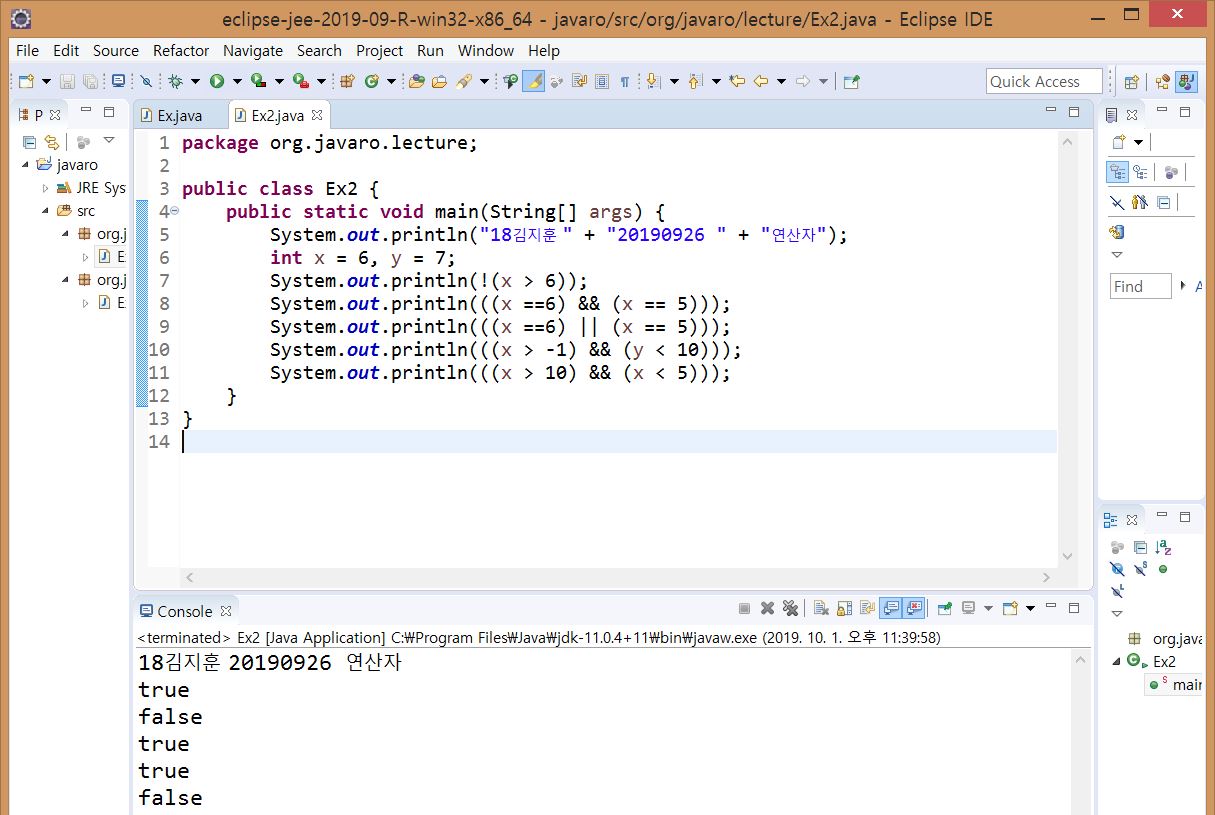 eclipse-jee-2019-09-R-win32-x86_64 - javaro/src/org/javaro/lecture/Ex2.java - Eclipse IDE
File Edit Source Refactor Navigate Search Project Run Window Help
Quick Access
P
javaro
JRE Sys
src
org.j
E
org.j
E
Ex.java Ex2.java
1 package org.javaro.lecture;
2
3 public class Ex2 {
4 public static void main(String[] args) {
5 System.out.println("18김지훈 " + "20190926 " + "연산자");
6 int x = 6, y = 7;
7 System.out.println(!(x > 6));
8 System.out.println(((x ==6) && (x == 5)));
9 System.out.println(((x ==6) || (x == 5)));
10 System.out.println(((x > -1) && (y < 10)));
11 System.out.println(((x > 10) && (x < 5)));
12 }
13 }
14
Find
A
Console
<terminated> Ex2 [Java Application] C:₩Program Files₩Java₩jdk-11.0.4+11₩bin₩javaw.exe (2019. 10. 1. 오후 11:39:58)
18김지훈 20190926 연산자
true
false
true
true
false
org.java
Ex2
main